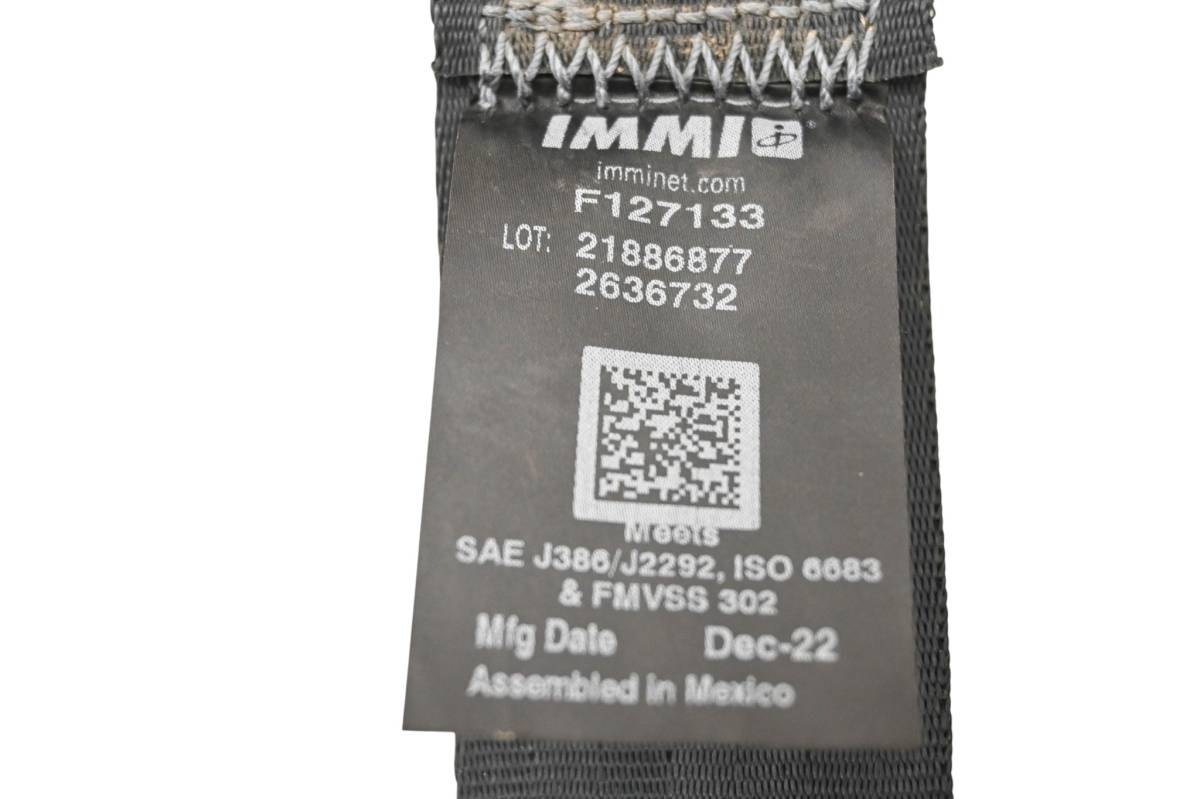 IMMI
imminet.com
F127133
LOT: 21886877
2636732
Meets
SAE J386/J2292, ISO 6683
& FMVSS 302
Mfg Date Dec-22
Assembled in Mexico